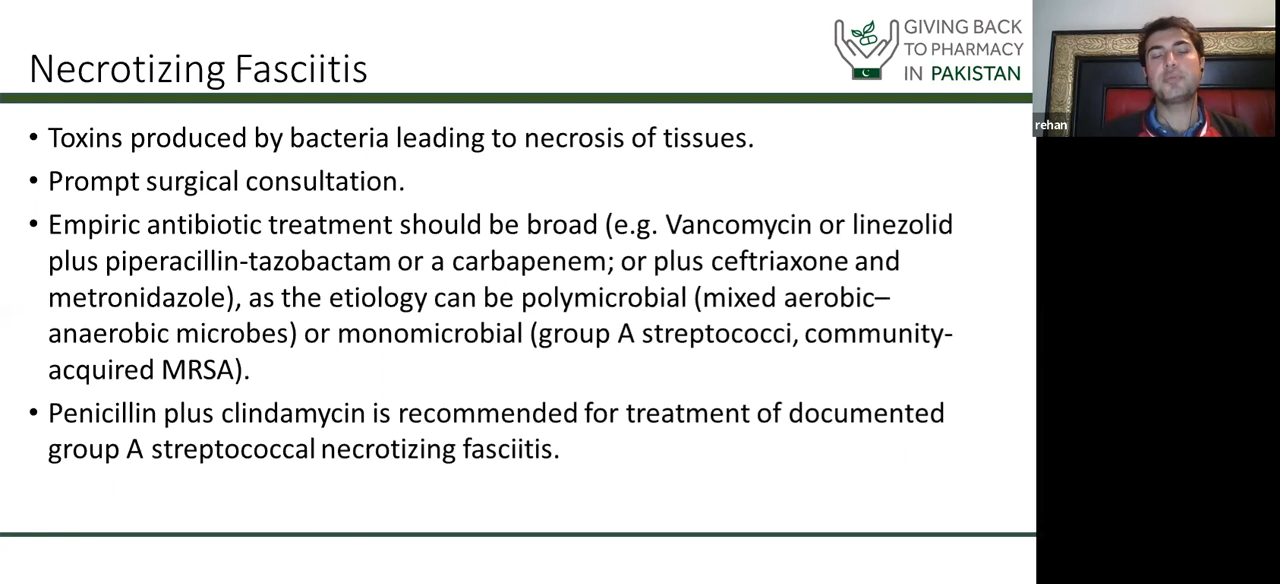 Necrotizing Fasciitis
GIVING BACK
TO PHARMACY
IN PAKISTAN
rehan
• Toxins produced by bacteria leading to necrosis of tissues.
• Prompt surgical consultation.
• Empiric antibiotic treatment should be broad (e.g. Vancomycin or linezolid
plus piperacillin-tazobactam or a carbapenem; or plus ceftriaxone and
metronidazole), as the etiology can be polymicrobial (mixed aerobic–
anaerobic microbes) or monomicrobial (group A streptococci, community-
acquired MRSA).
• Penicillin plus clindamycin is recommended for treatment of documented
group A streptococcal necrotizing fasciitis.